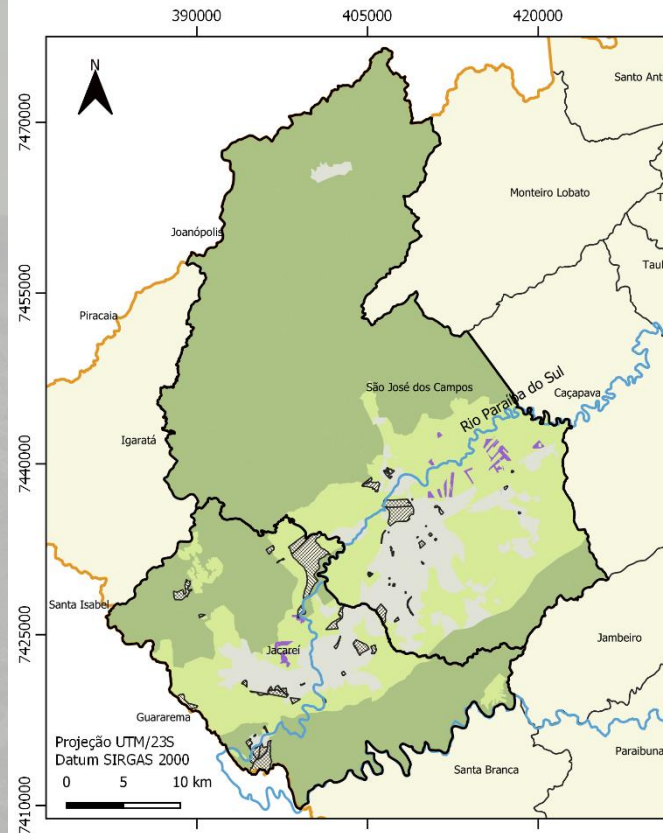 390000
405000
420000
N
Santo Ant
7470000
Monteiro Lobato
T
Joanópolis
Tau
7455000
Piracaia
São José dos Campos
Rio Paraíba do Sul
Caçapava
Igaratá
7440000
Santa Isabel
7425000
Jacareí
Jambeiro
Guararema
Projeção UTM/23S
Datum SIRGAS 2000
Paraibuna
Santa Branca
0 5 10 km
7410000